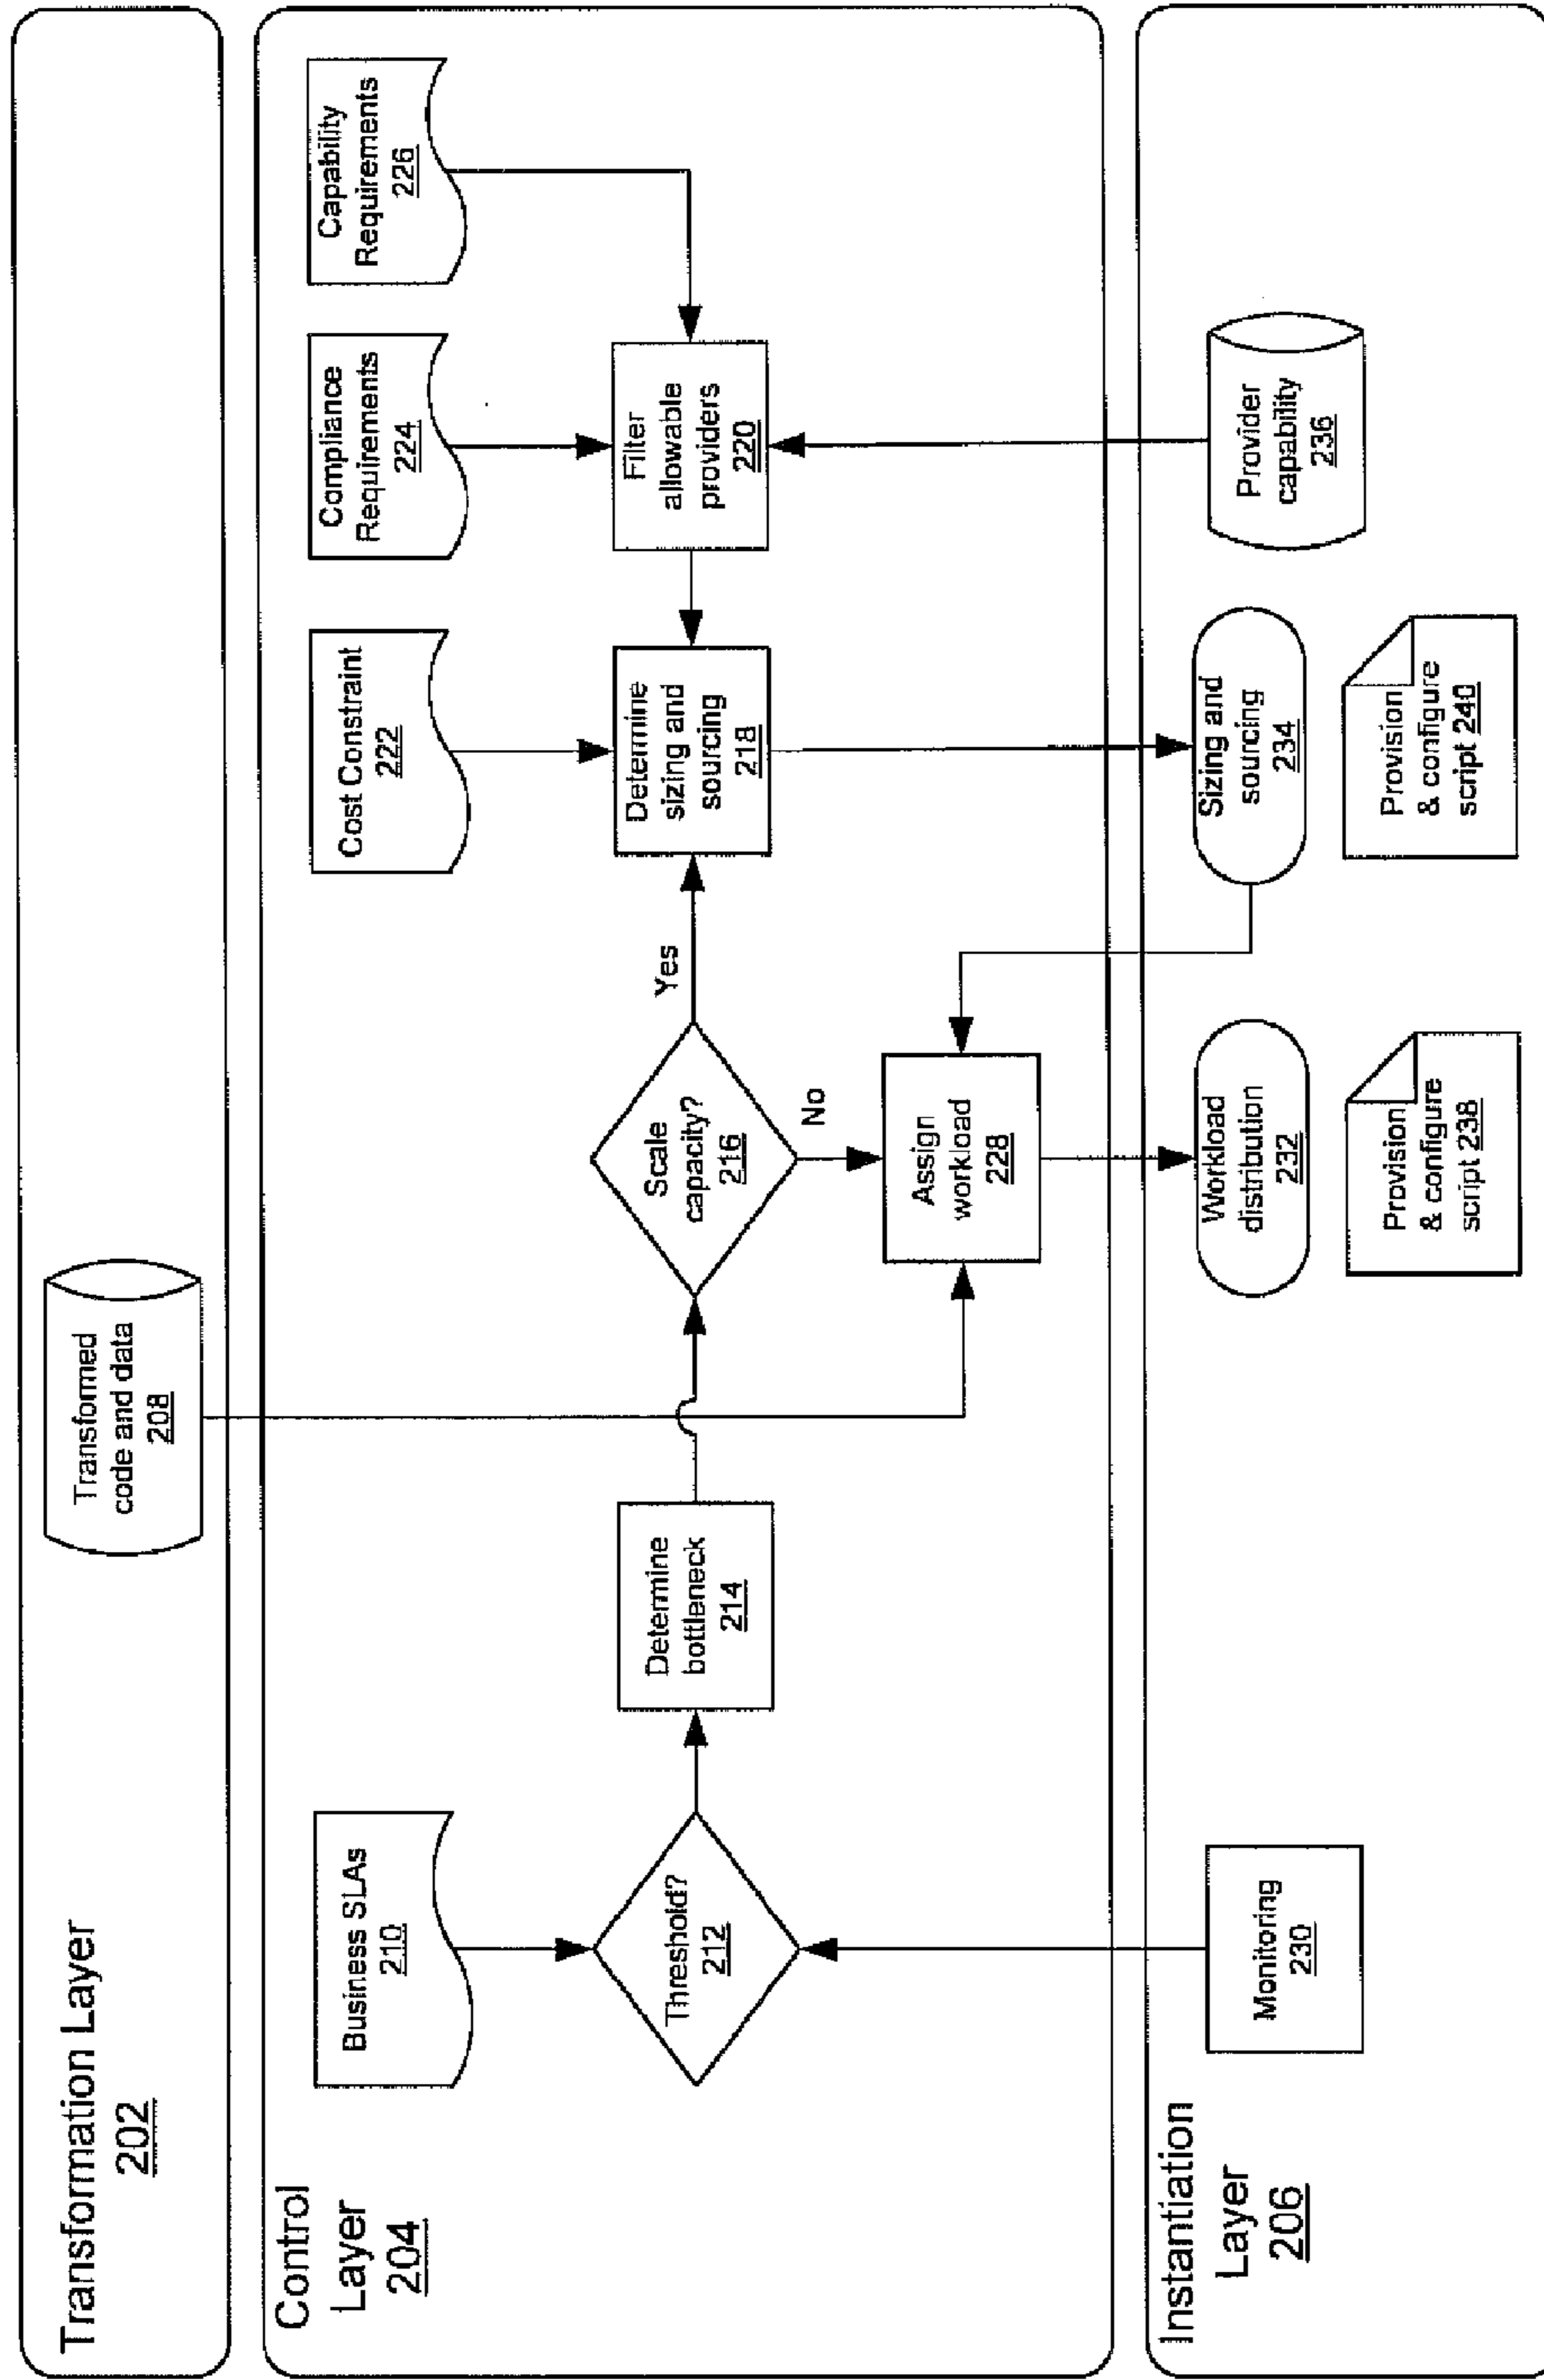 Transformation Layer
202
Transformed
code and data
208
Control
Layer
204
Business SLAs
210
Cost Constraint
222
Compliance
Requirements
224
Capability
Requirements
226
Threshold?
212
Determine
bottleneck
214
Scale
capacity?
216
Yes
No
Determine
sizing and
sourcing
218
Filter
allowable
providers
220
Assign
workload
228
Instantiation
Layer
206
Monitoring
230
Workload
distribution
232
Sizing and
sourcing
234
Provider
capability
236
Provision
& configure
script 238
Provision
& configure
script 240